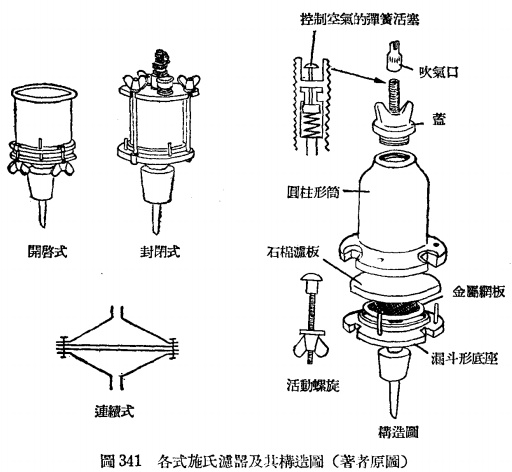 控制空氣的彈簧活塞
吹氣口
蓋
圓柱形筒
開啓式
封閉式
石棉濾板
金屬網板
漏斗形底座
活動螺旋
連續式
構造圖
圖341 各式施氏濾器及其構造圖(著者原圖)